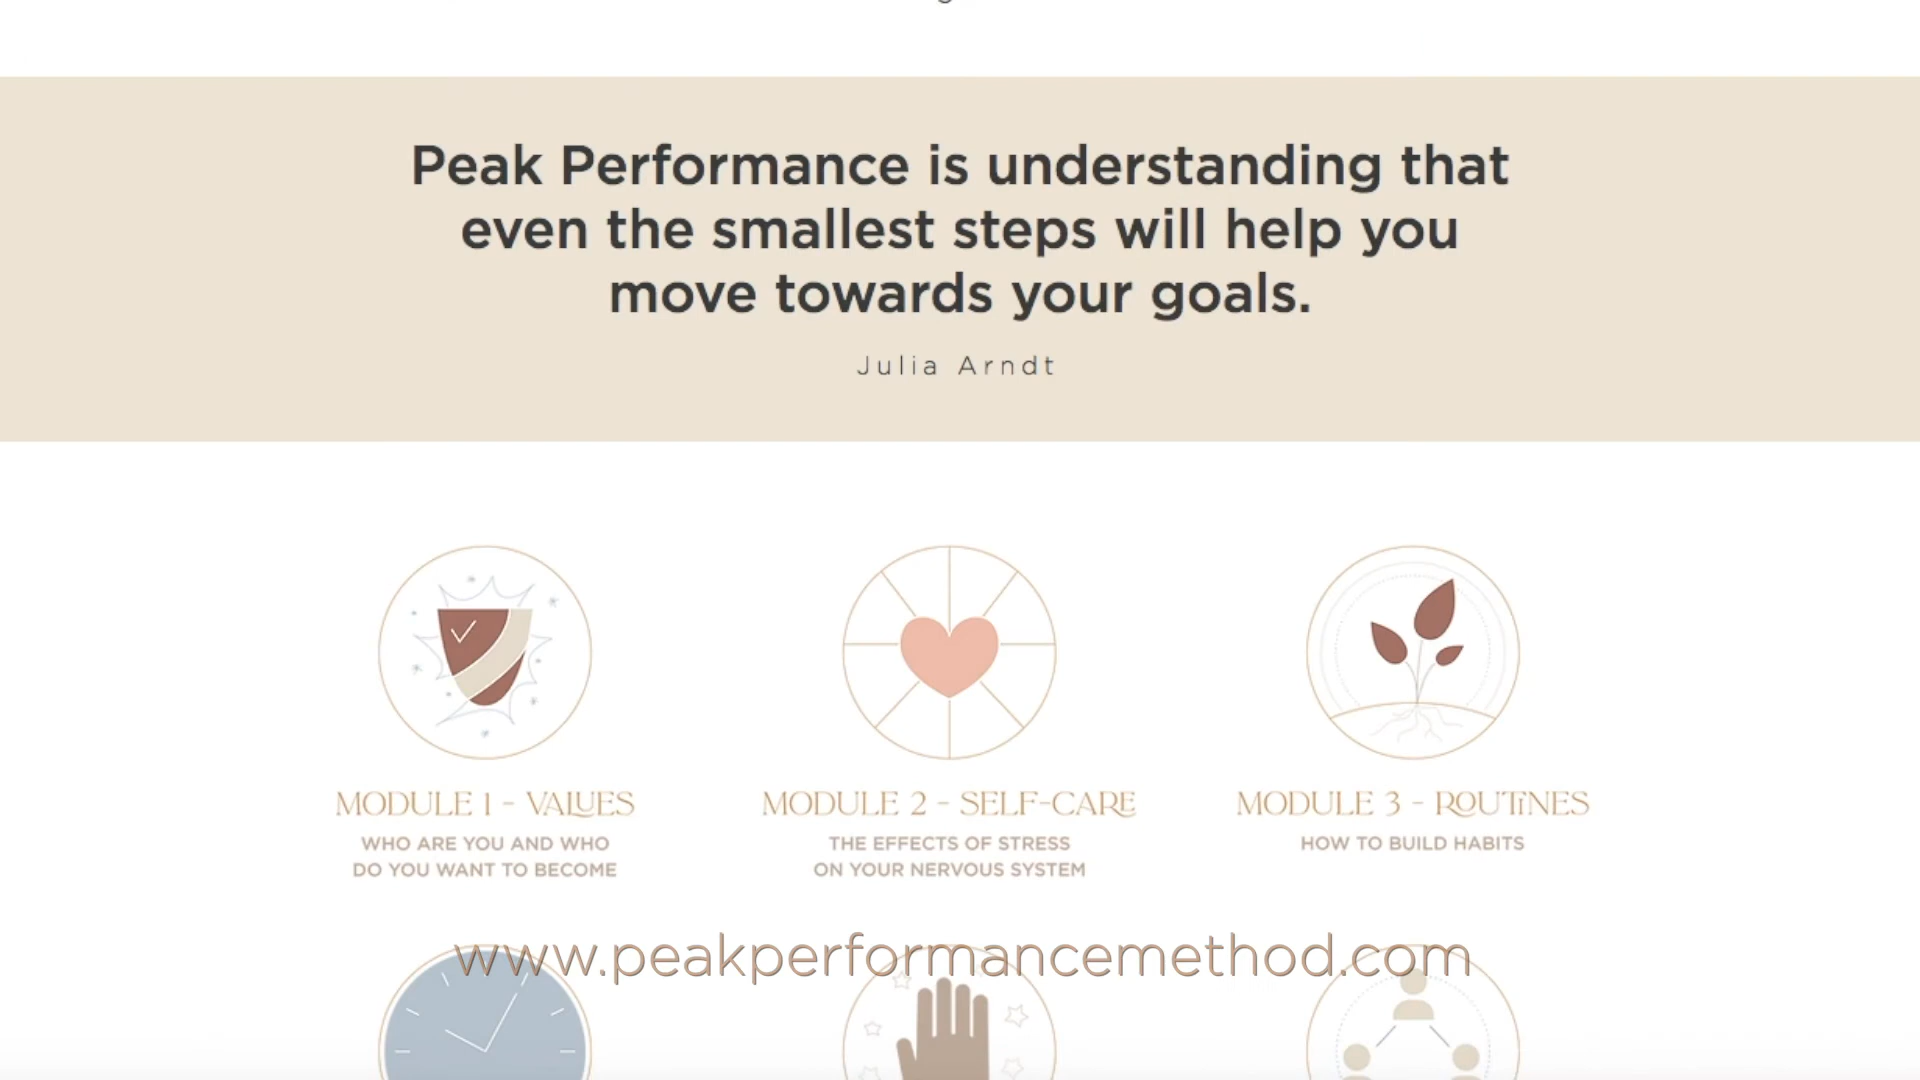 Peak Performance is understanding that
even the smallest steps will help you
move towards your goals.
Julia Arndt
MODULE 1 - VALUES
WHO ARE YOU AND WHO
DO YOU WANT TO BECOME
MODULE 2 - SELF-CARE
THE EFFECTS OF STRESS
ON YOUR NERVOUS SYSTEM
MODULE 3 - ROUTINES
HOW TO BUILD HABITS
www.peakperformancemethod.com